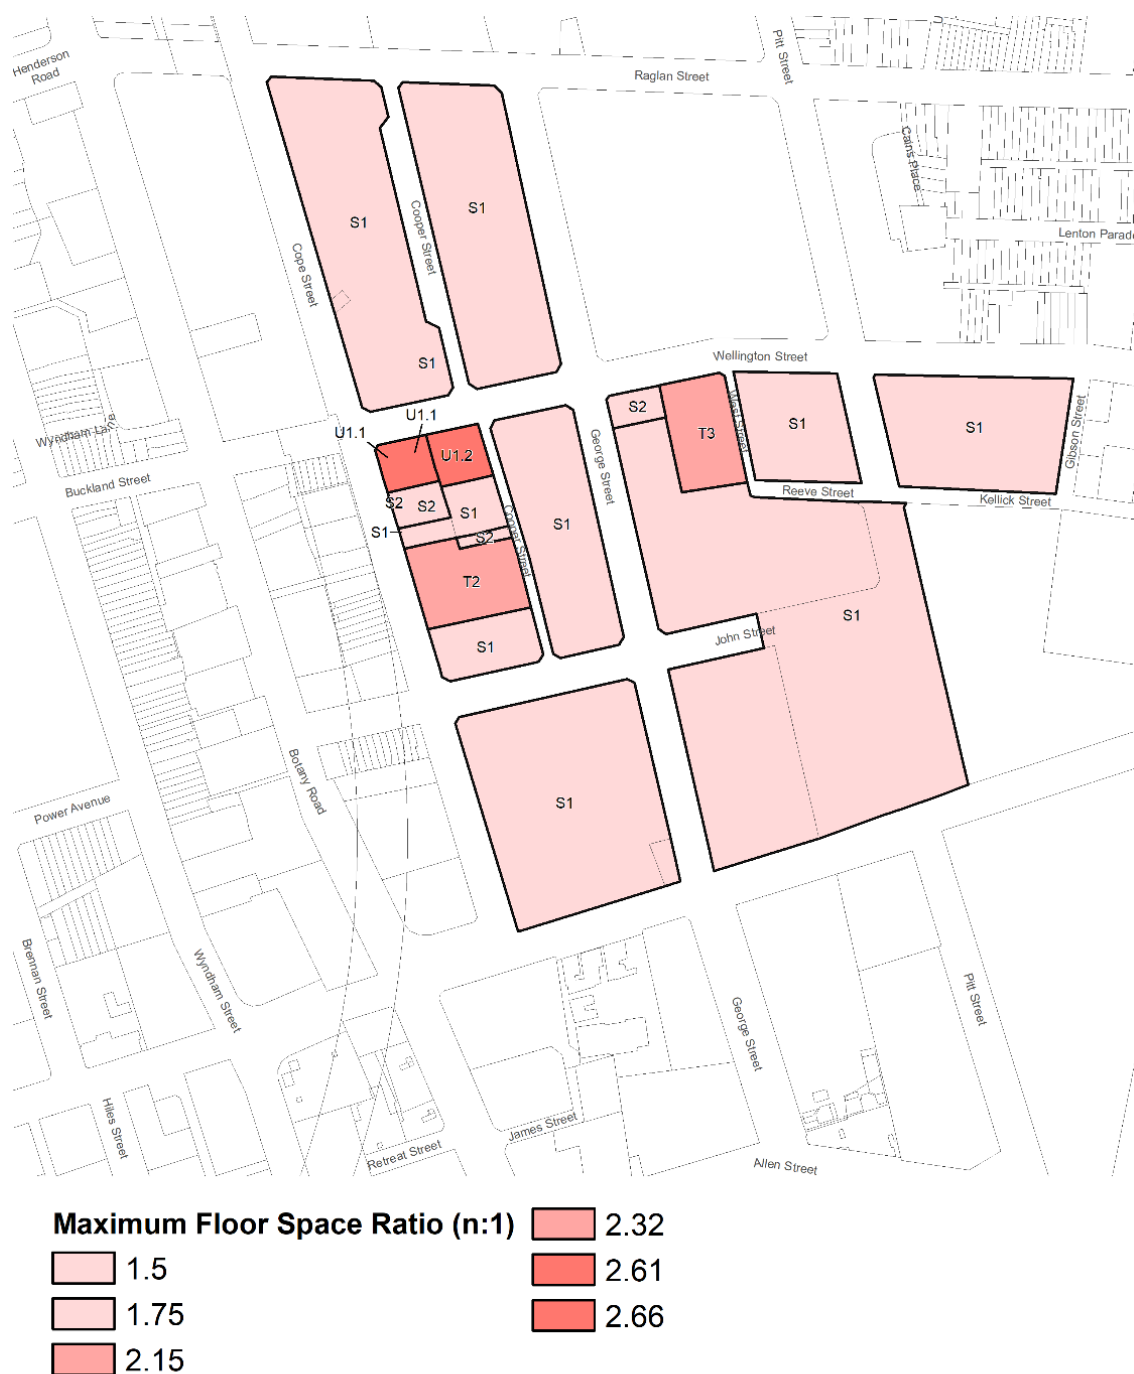 Henderson
Road
Raglan Street
Pitt Street
Cains Place
Lenton Parade
S1
S1
Cooper Street
Cope Street
S1
Wellington Street
Wyndham Lane
U1.1
U1.1
U1.2
S2
T3
West Street
S1
S1
Gibson Street
George Street
Buckland Street
S2
S2
S1
S1
S2
Cooper Street
S1
Reeve Street
Kellick Street
T2
S1
John Street
S1
S1
Botany Road
Power Avenue
Brennan Street
Wyndham Street
George Street
Pitt Street
Hiles Street
James Street
Retreat Street
Allen Street
Maximum Floor Space Ratio (n:1)
1.5
1.75
2.15
2.32
2.61
2.66